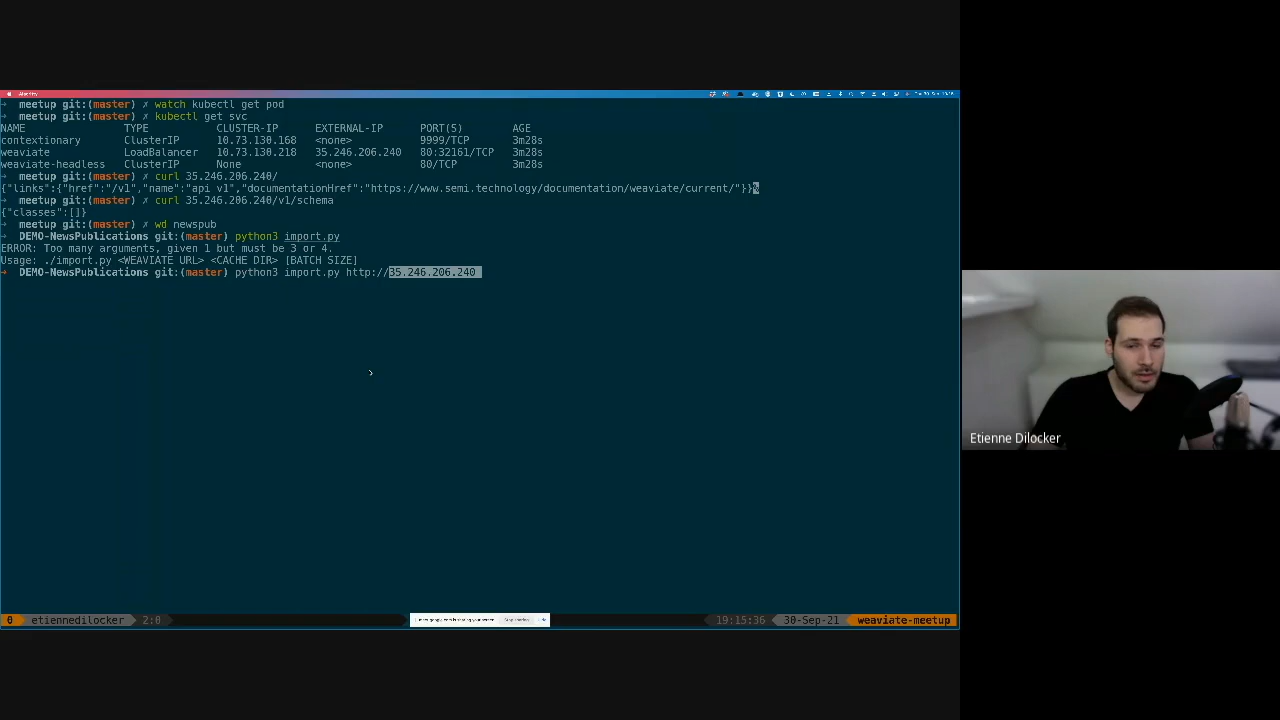 → meetup git:(master) ✗ watch kubectl get pod
→ meetup git:(master) ✗ kubectl get svc
NAME TYPE CLUSTER-IP EXTERNAL-IP PORT(S) AGE
contextionary ClusterIP 10.73.130.168 <none> 9999/TCP 3m28s
weaviate LoadBalancer 10.73.130.218 35.246.206.240 80:32161/TCP 3m28s
weaviate-headless ClusterIP None <none> 80/TCP 3m28s
→ meetup git:(master) ✗ curl 35.246.206.240/
{"links":{"href":"/v1","name":"api v1","documentationHref":"https://www.semi.technology/documentation/weaviate/current/"}}%
→ meetup git:(master) ✗ curl 35.246.206.240/v1/schema
{"classes":[]}
→ meetup git:(master) ✗ wd newspub
→ DEMO-NewsPublications git:(master) python3 import.py
ERROR: Too many arguments, given 1 but must be 3 or 4.
Usage: ./import.py <WEAVIATE URL> <CACHE DIR> [BATCH SIZE]
→ DEMO-NewsPublications git:(master) python3 import.py http://35.246.206.240
Etienne Dilocker
0 etiennedilocker 2:0 19:15:36 30-Sep-21 weaviate-meetup